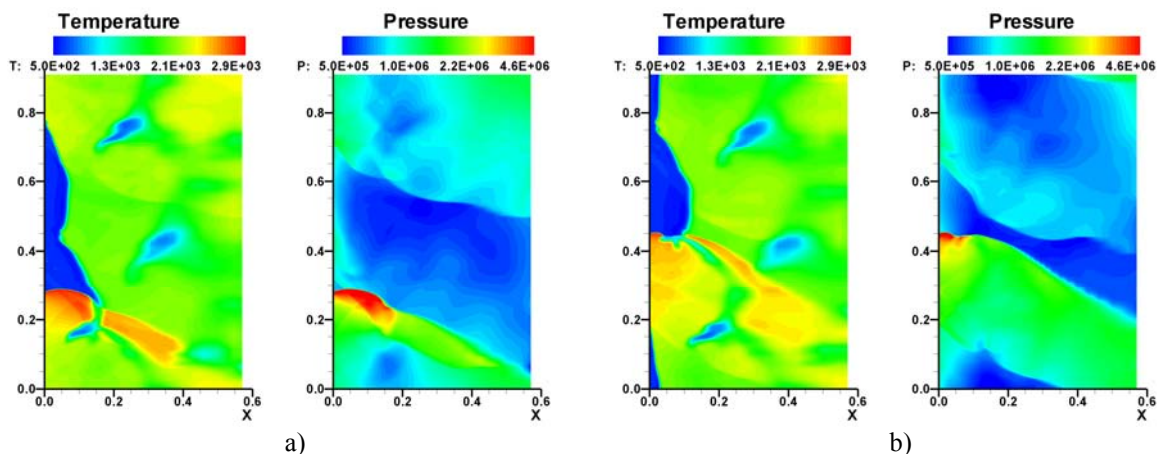 Temperature Pressure Temperature Pressure
T: 5.0E+02 1.3E+03 2.1E+03 2.9E+03 P: 5.0E+05 1.0E+06 2.2E+06 4.6E+06 T: 5.0E+02 1.3E+03 2.1E+03 2.9E+03 P: 5.0E+05 1.0E+06 2.2E+06 4.6E+06
0.8 0.8 0.8 0.8
0.6 0.6 0.6 0.6
0.4 0.4 0.4 0.4
0.2 0.2 0.2 0.2
0.0 0.0 0.0 0.0
0.0 0.2 0.4 0.6 0.0 0.2 0.4 0.6 0.0 0.2 0.4 0.6 0.0 0.2 0.4 0.6
X X X X
a) b)